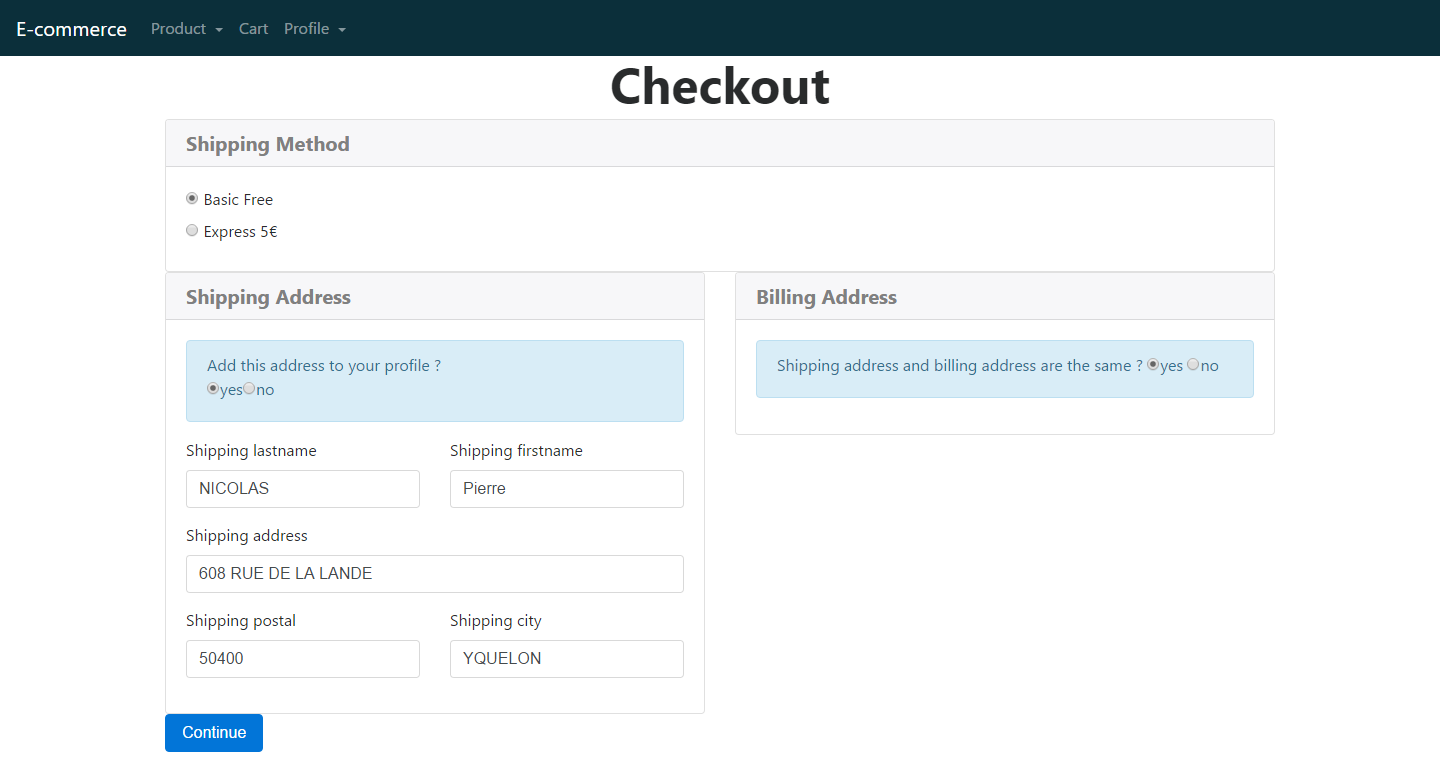 E-commerce Product Cart Profile
Checkout
Shipping Method
Basic Free
Express 5€
Shipping Address
Add this address to your profile ?
yes no
Shipping lastname Shipping firstname
NICOLAS Pierre
Shipping address
608 RUE DE LA LANDE
Shipping postal Shipping city
50400 YQUELON
Billing Address
Shipping address and billing address are the same ? yes no
Continue